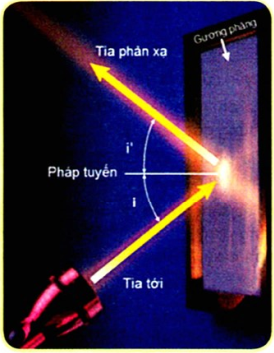 Tia phản xạ
Gương phẳng
i'
Pháp tuyến
i
Tia tới